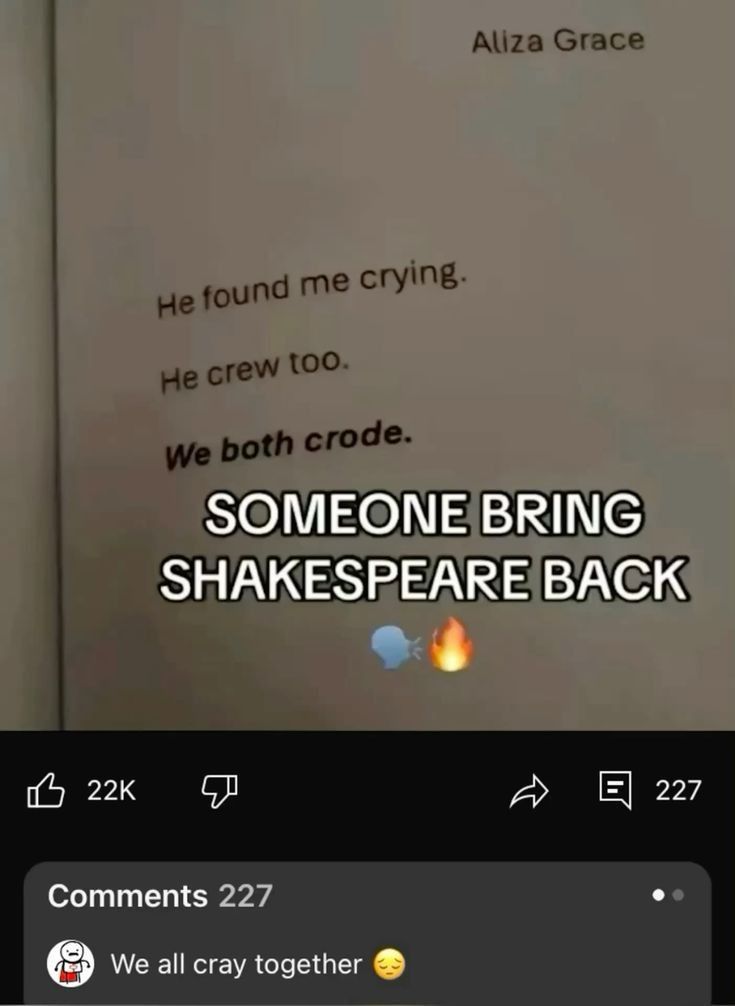 Aliza Grace
He found me crying.
He crew too.
We both crode.
SOMEONE BRING
SHAKESPEARE BACK
🗣️🔥
22K
227
Comments 227
We all cray together 😔